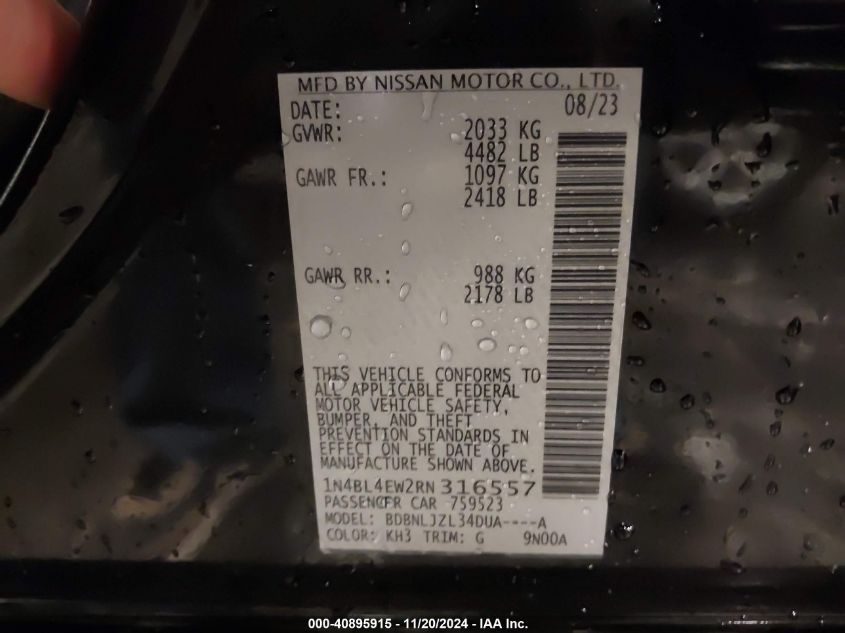 MFD BY NISSAN MOTOR CO., LTD.
DATE: 08/23
GVWR: 2033 KG
4482 LB
GAWR FR.: 1097 KG
2418 LB
GAWR RR.: 988 KG
2178 LB
THIS VEHICLE CONFORMS TO
ALL APPLICABLE FEDERAL
MOTOR VEHICLE SAFETY,
BUMPER, AND THEFT
PREVENTION STANDARDS IN
EFFECT ON THE DATE OF
MANUFACTURE SHOWN ABOVE.
1N4BL4EW2RN316557
PASSENGER CAR 759523
MODEL: BDBNLJZL34DUA----A
COLOR: KH3 TRIM: G 9N00A
000-40895915 - 11/20/2024 - IAA Inc.